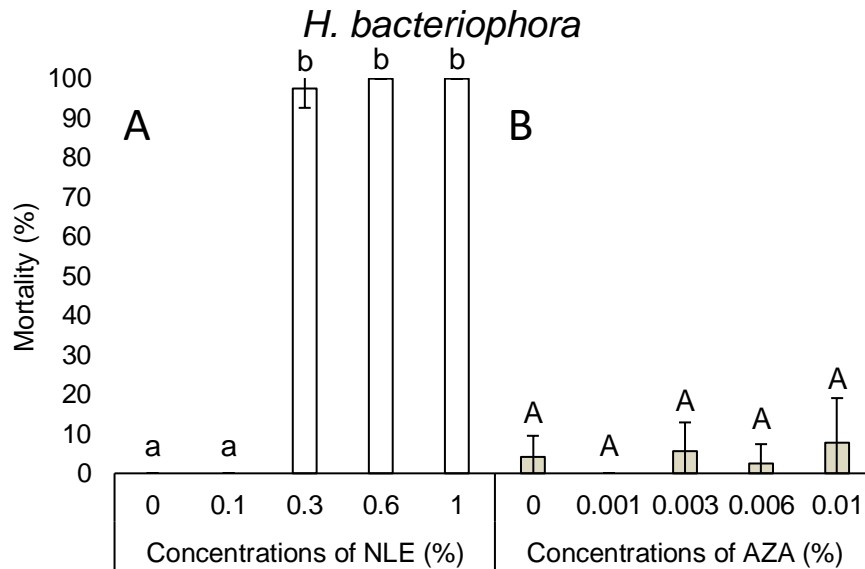 H. bacteriophora
b b b
100
90
80
70
60
50
40
30
20
10
0
Mortality (%)
A
B
a a
A A A A A
0 0.1 0.3 0.6 1 0 0.001 0.003 0.006 0.01
Concentrations of NLE (%) Concentrations of AZA (%)